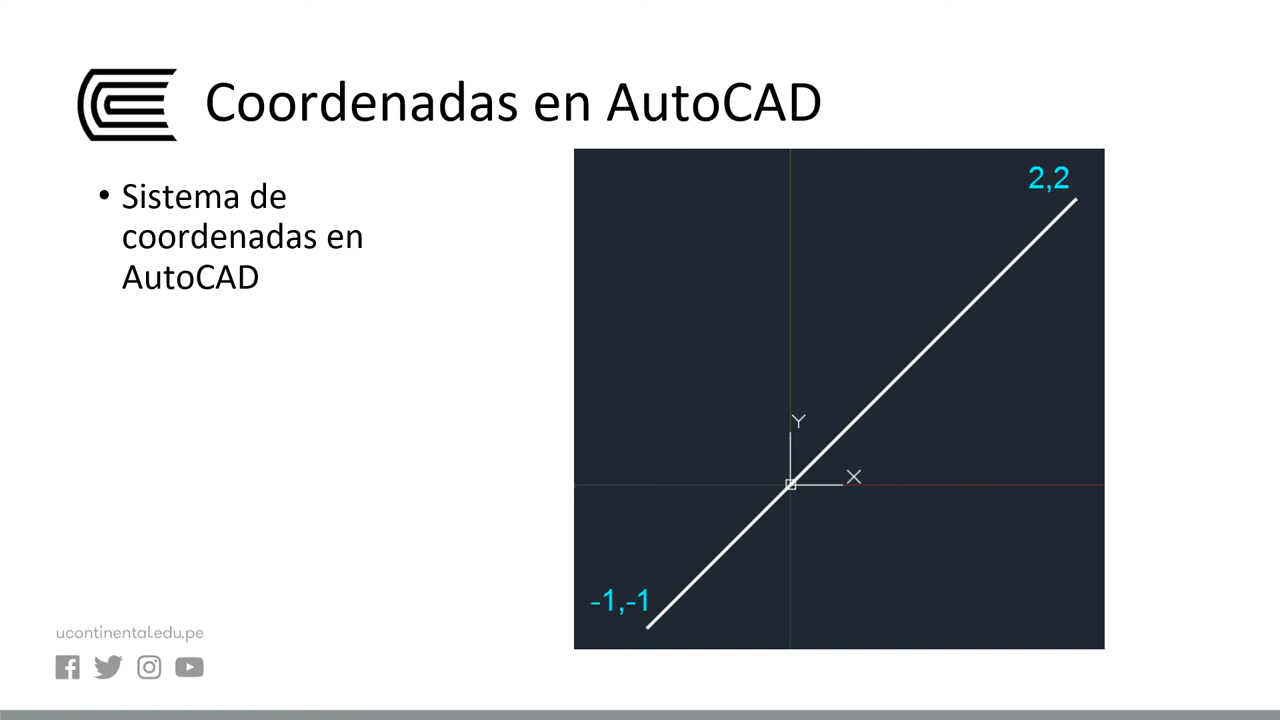 Coordenadas en AutoCAD
• Sistema de
coordenadas en
AutoCAD
2,2
Y
X
-1,-1
ucontinental.edu.pe